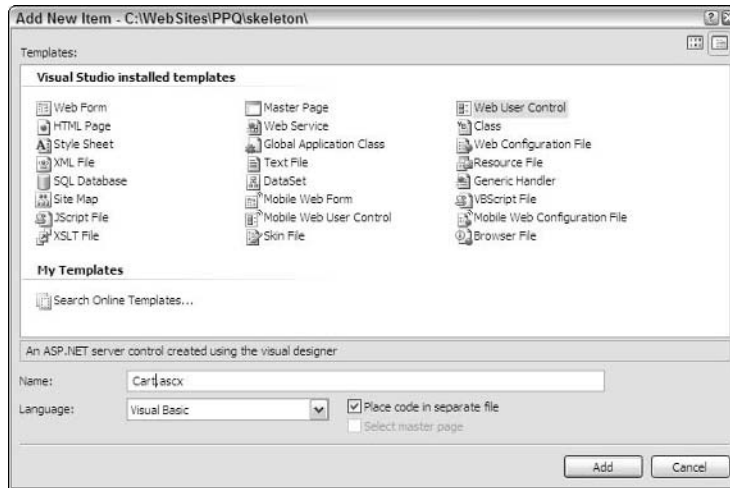 Add New Item - C:\WebSites\PPQ\skeleton\
Templates:
Visual Studio installed templates
Web Form
Master Page
Web User Control
HTML Page
Web Service
Class
Style Sheet
Global Application Class
Web Configuration File
XML File
Text File
Resource File
SQL Database
DataSet
Generic Handler
Site Map
Mobile Web Form
VBScript File
JScript File
Mobile Web User Control
Mobile Web Configuration File
XSLT File
Skin File
Browser File
My Templates
Search Online Templates...
An ASP.NET server control created using the visual designer
Name:
Cart.ascx
Language:
Visual Basic
Place code in separate file
Select master page
Add
Cancel